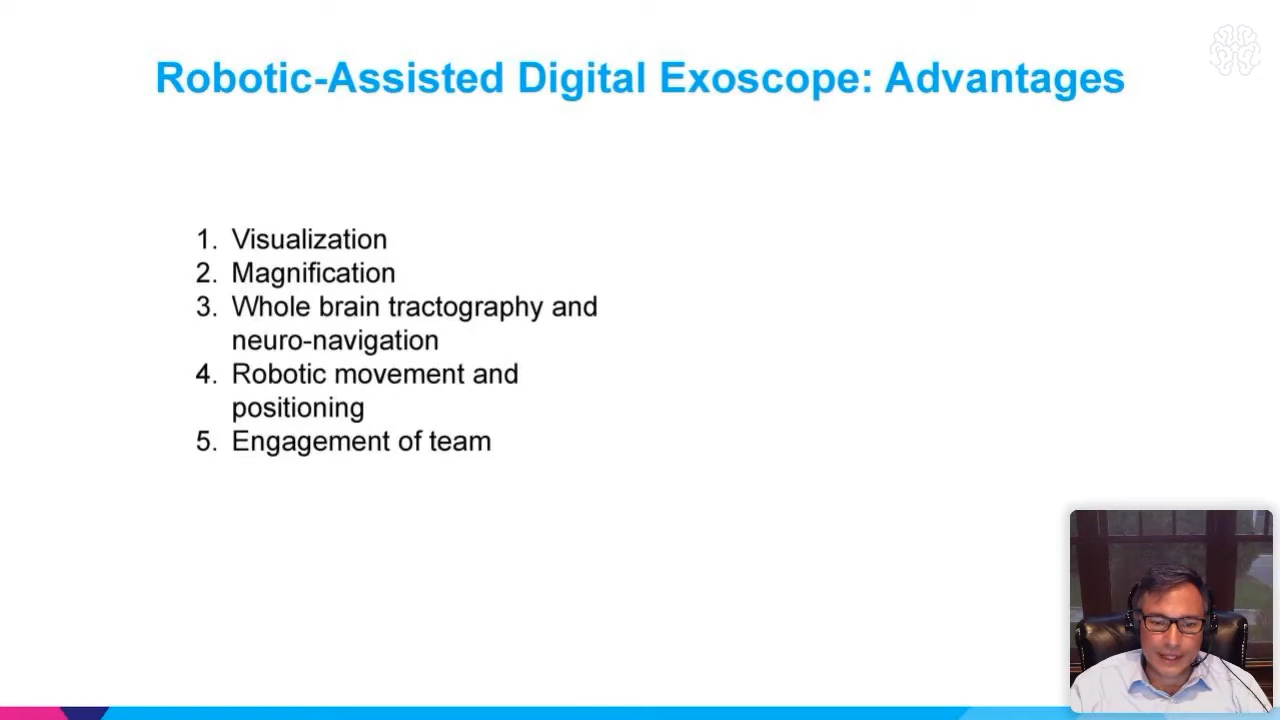 Robotic-Assisted Digital Exoscope: Advantages
1. Visualization
2. Magnification
3. Whole brain tractography and
neuro-navigation
4. Robotic movement and
positioning
5. Engagement of team